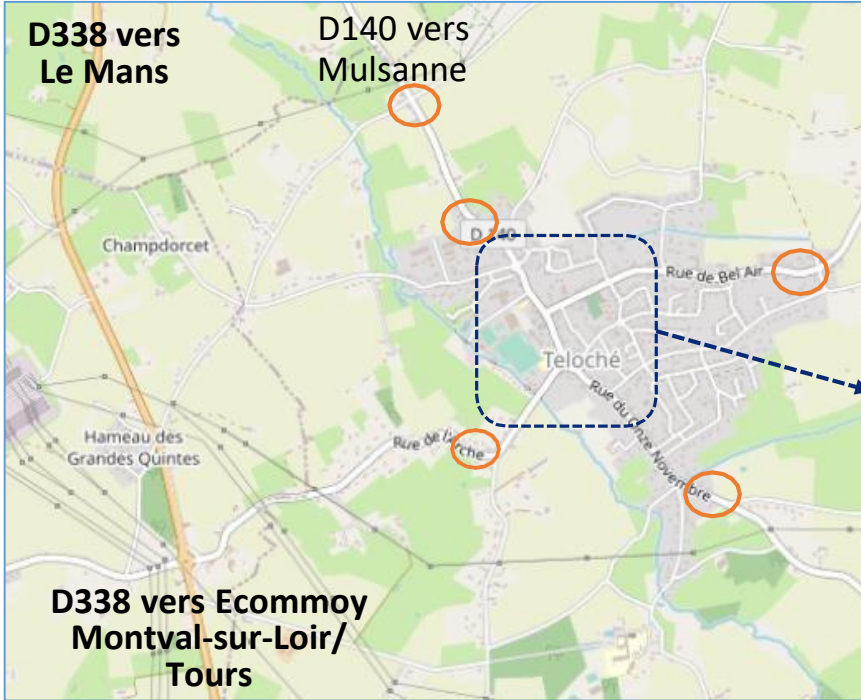 D338 vers
Le Mans
D140 vers
Mulsanne
D 140
Champdorcet
Rue de Bel Air
Teloché
Rue du Onze Novembre
Rue de l'Arche
Hameau des
Grandes Quintes
D338 vers Ecommoy
Montval-sur-Loir/
Tours